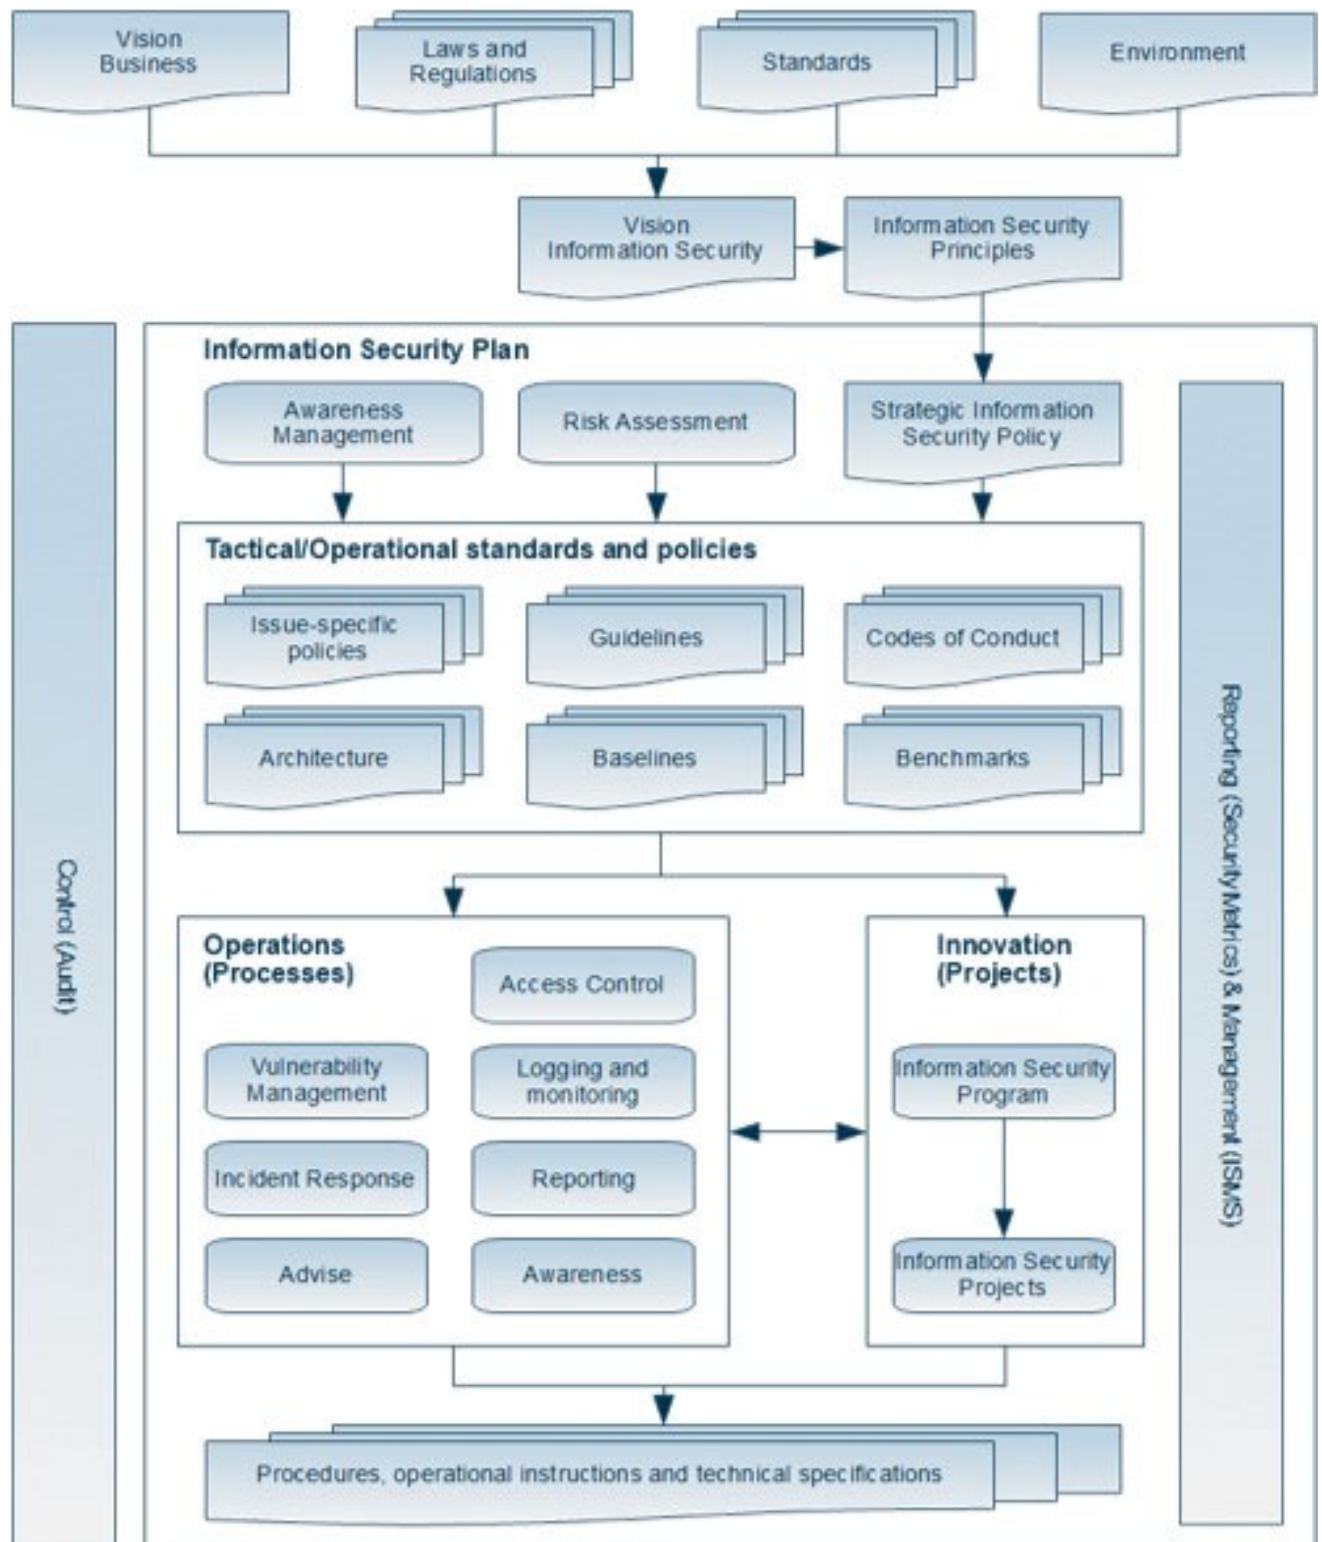 Vision
Business
Laws and
Regulations
Standards
Environment
Vision
Information Security
Information Security
Principles
Information Security Plan
Awareness
Management
Risk Assessment
Strategic Information
Security Policy
Tactical/Operational standards and policies
Issue-specific
policies
Guidelines
Codes of Conduct
Architecture
Baselines
Benchmarks
Control (Audit)
Reporting (Security Metrics) & Management (ISMS)
Operations
(Processes)
Access Control
Vulnerability
Management
Logging and
monitoring
Incident Response
Reporting
Advise
Awareness
Innovation
(Projects)
Information Security
Program
Information Security
Projects
Procedures, operational instructions and technical specifications